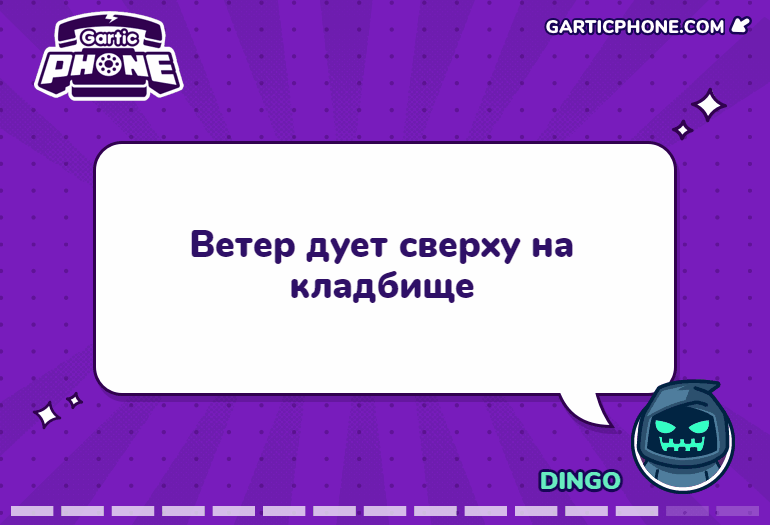 Gartic
PHONE
GARTICPHONE.COM
Ветер дует сверху на
кладбище
DINGO